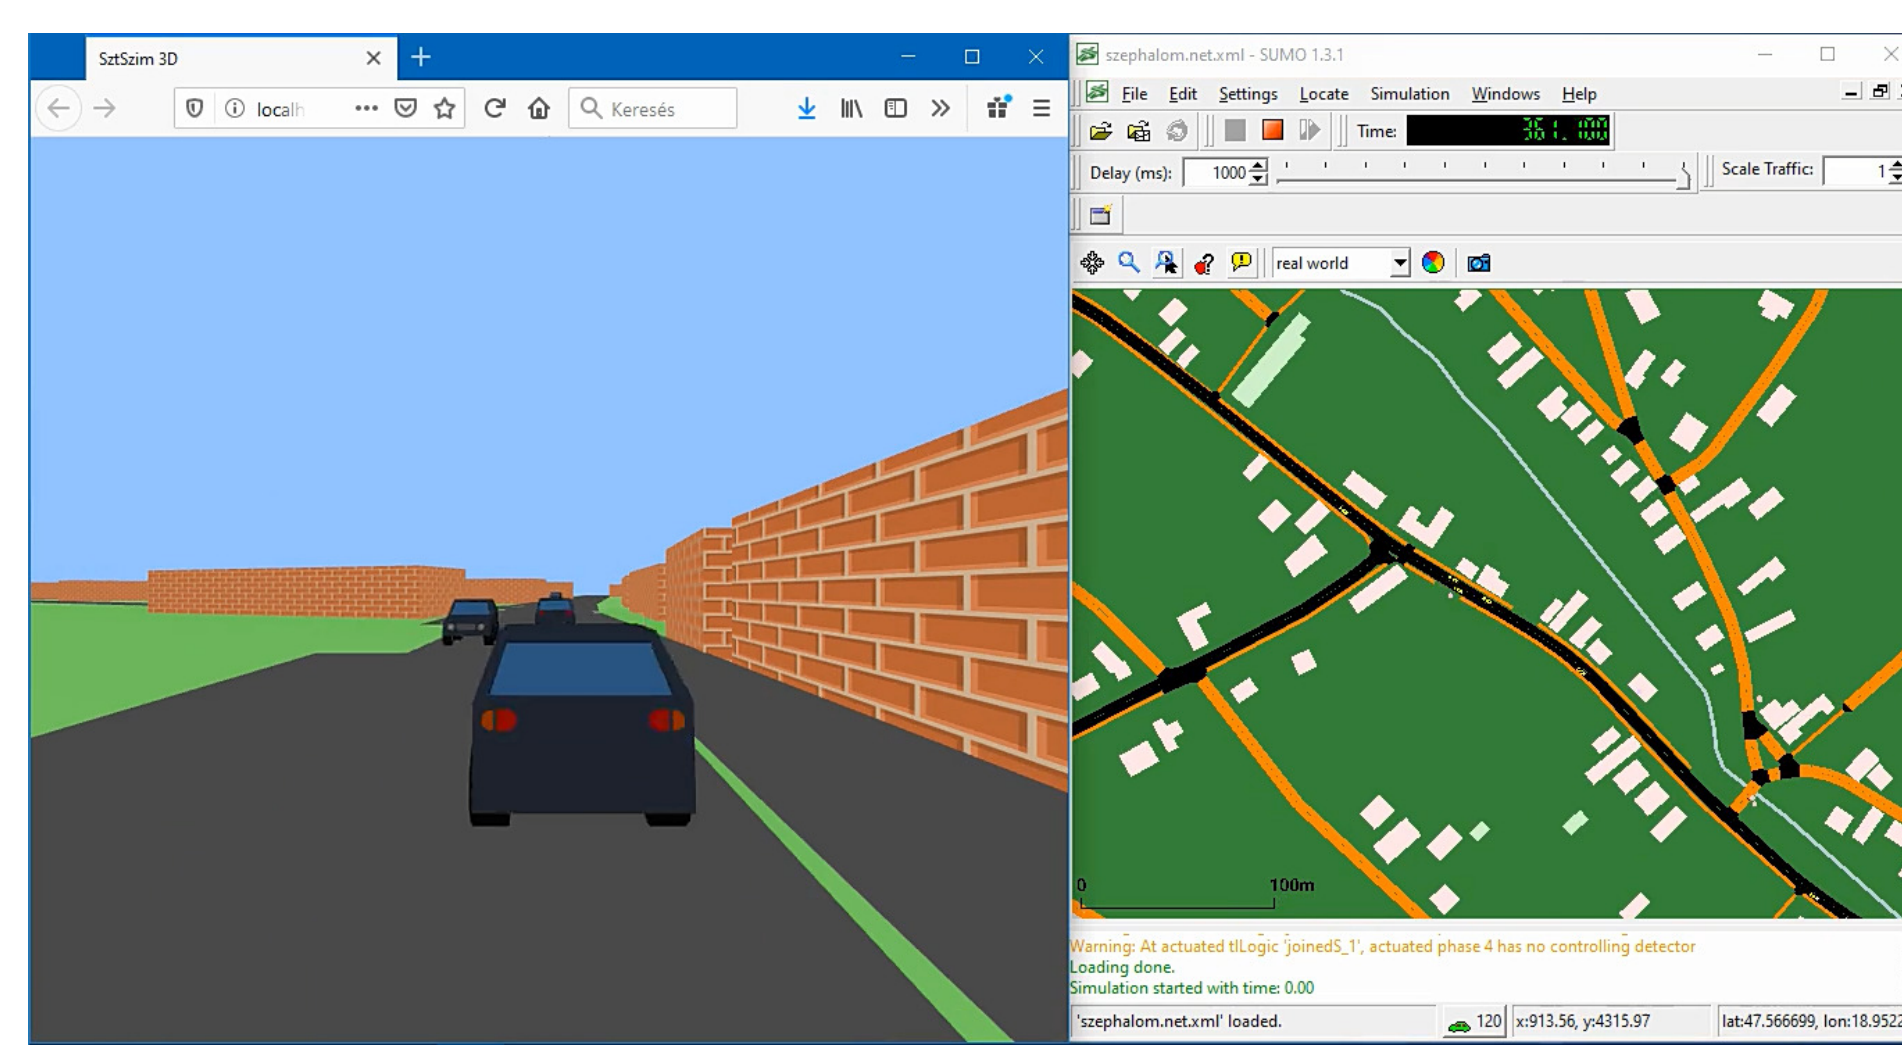 SztSzim 3D
localh
Keresés
szephalom.net.xml - SUMO 1.3.1
File Edit Settings Locate Simulation Windows Help
Time: 361.100
Delay (ms): 1000
Scale Traffic: 1
real world
0 100m
Warning: At actuated tlLogic 'joinedS_1', actuated phase 4 has no controlling detector
Loading done.
Simulation started with time: 0.00
'szephalom.net.xml' loaded.
120
x:913.56, y:4315.97
lat:47.566699, lon:18.9522